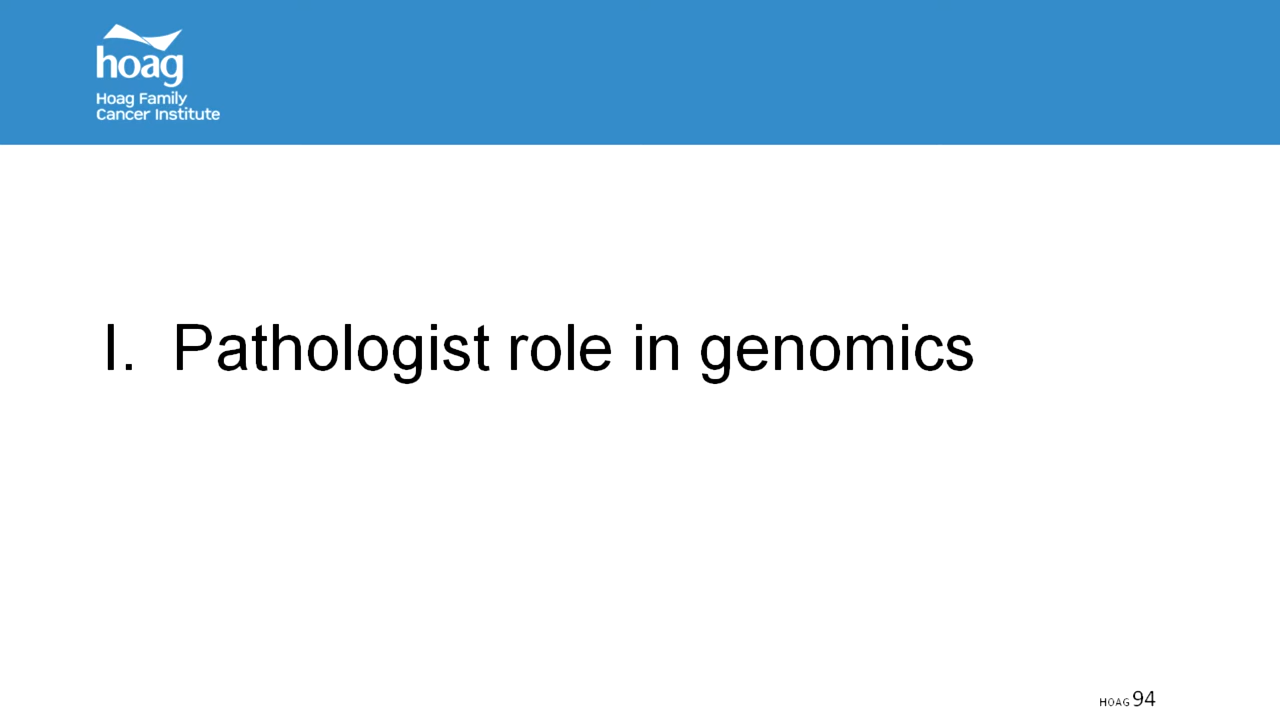 hoag
Hoag Family
Cancer Institute
I. Pathologist role in genomics
HOAG 94